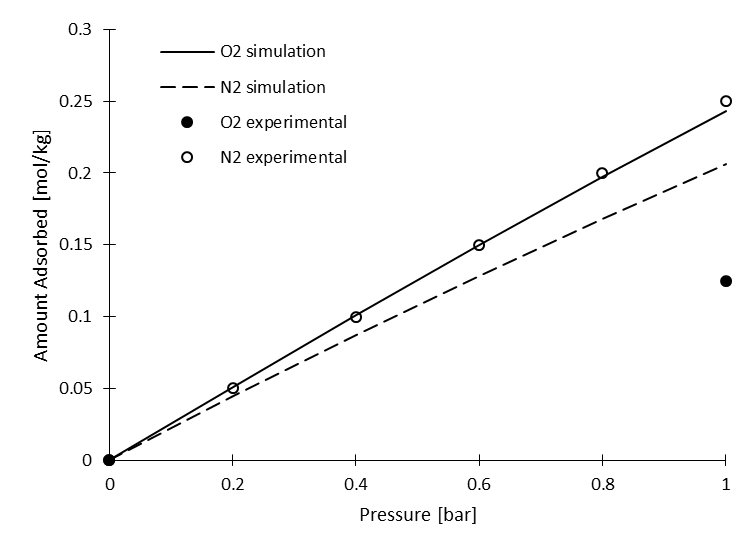 0.3
0.25
0.2
0.15
0.1
0.05
0
Amount Adsorbed [mol/kg]
O2 simulation
N2 simulation
O2 experimental
N2 experimental
0 0.2 0.4 0.6 0.8 1
Pressure [bar]